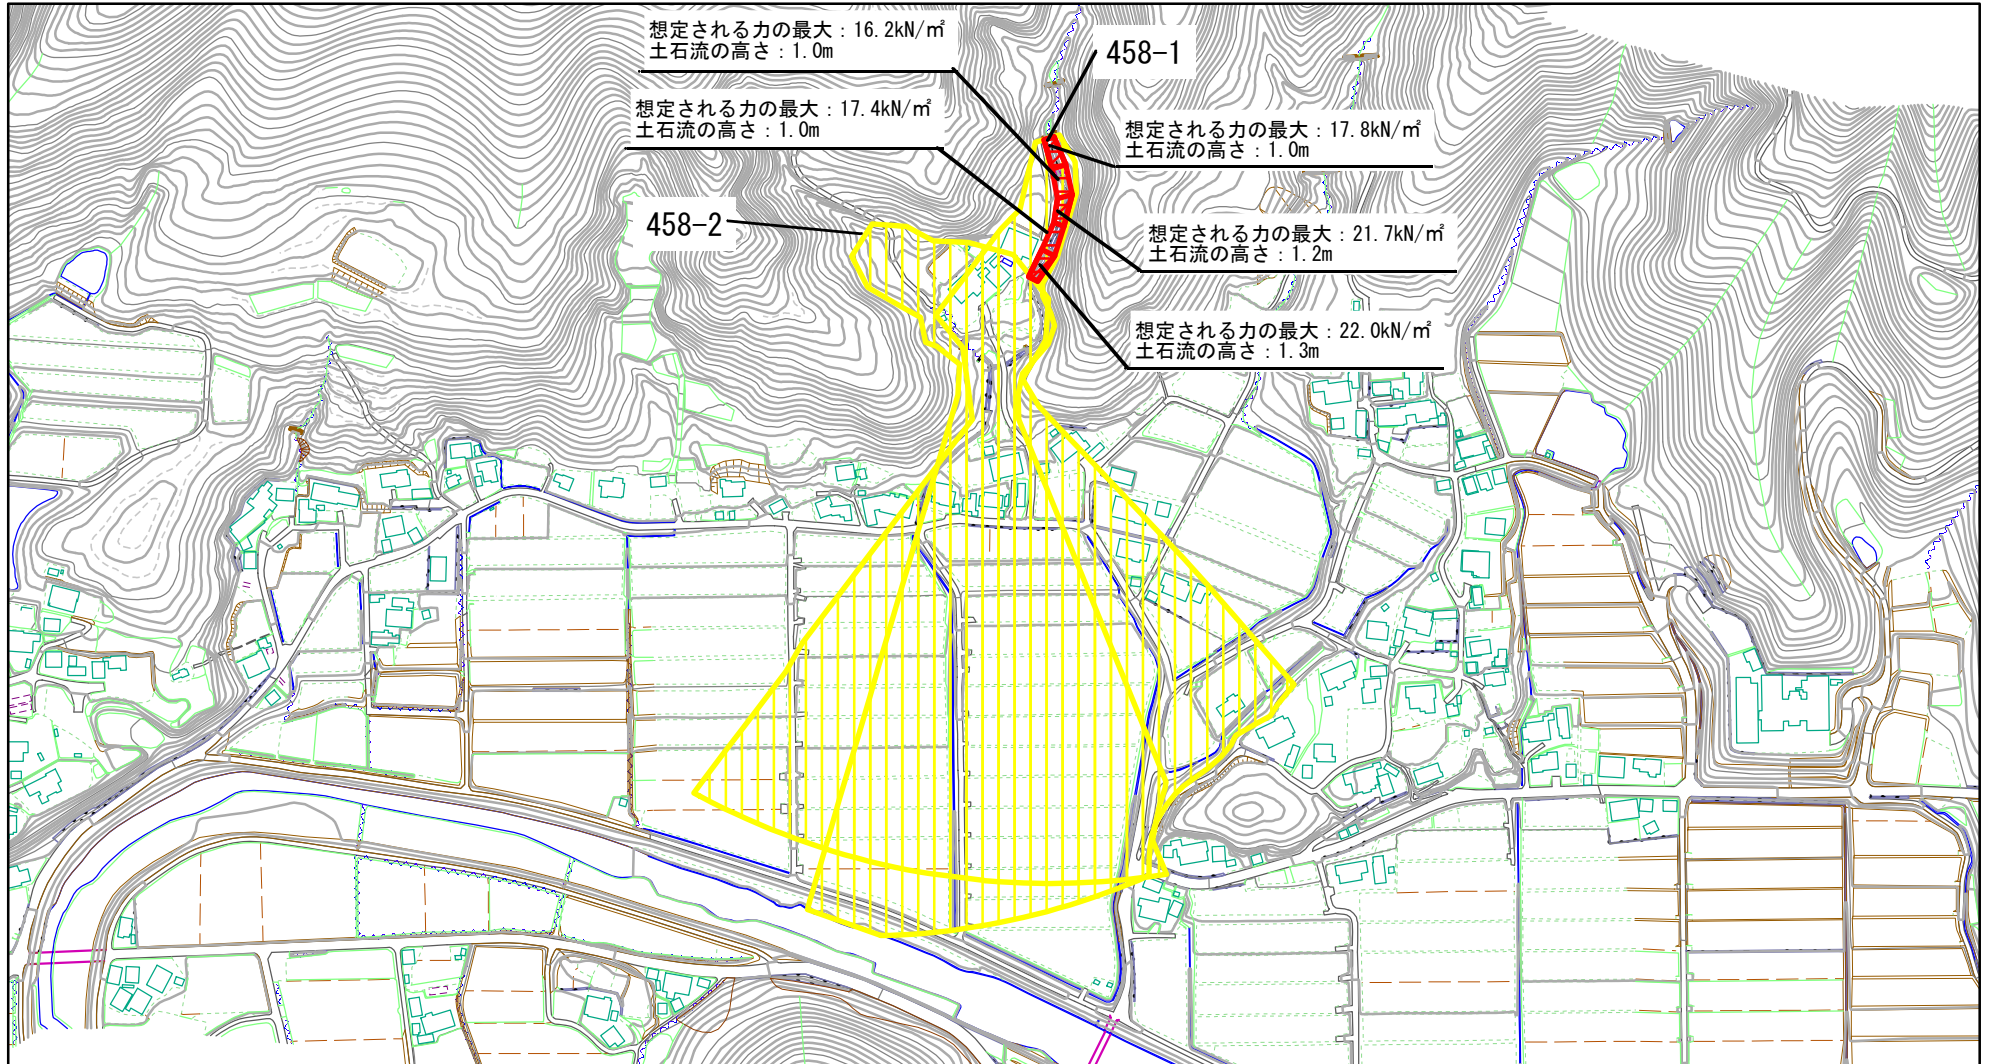 想定される力の最大：16.2kN/㎡
土石流の高さ：1.0m
458-1
想定される力の最大：17.4kN/㎡
土石流の高さ：1.0m
想定される力の最大：17.8kN/㎡
土石流の高さ：1.0m
458-2
想定される力の最大：21.7kN/㎡
土石流の高さ：1.2m
想定される力の最大：22.0kN/㎡
土石流の高さ：1.3m